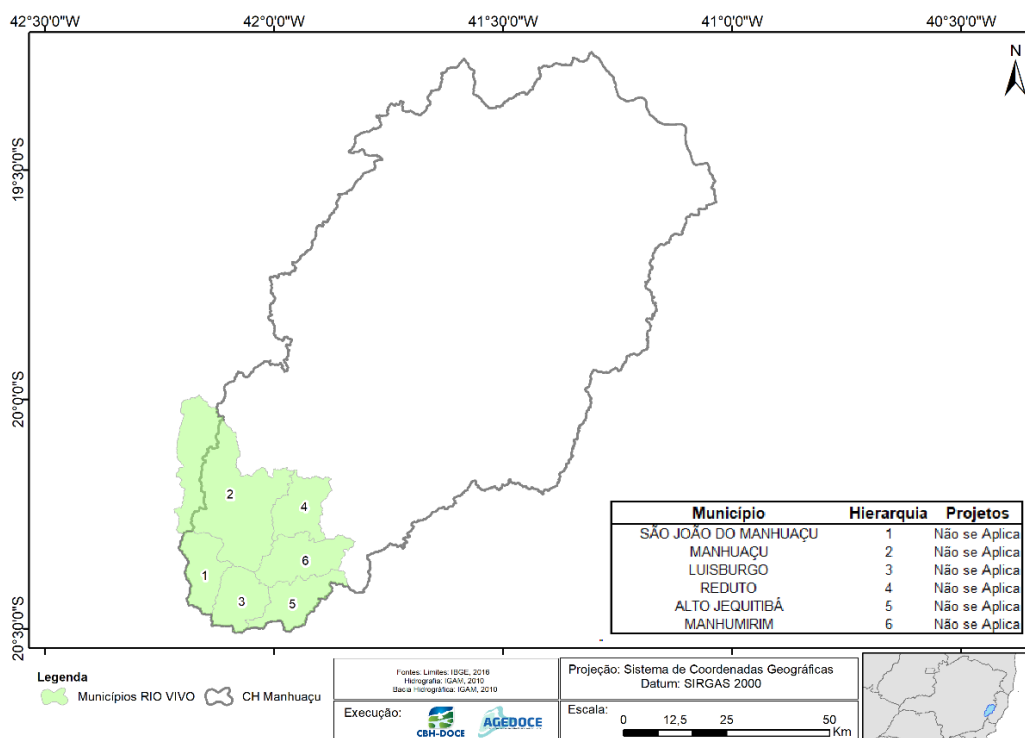 42°30'0"W 42°0'0"W 41°30'0"W 41°0'0"W 40°30'0"W
N
19°30'0"S
20°0'0"S
20°30'0"S
2
4
6
1
3
5
Município Hierarquia Projetos
SÃO JOÃO DO MANHUAÇU 1 Não se Aplica
MANHUAÇU 2 Não se Aplica
LUISBURGO 3 Não se Aplica
REDUTO 4 Não se Aplica
ALTO JEQUITIBÁ 5 Não se Aplica
MANHUMIRIM 6 Não se Aplica
Legenda
Municípios RIO VIVO CH Manhuaçu
Fontes: Limites: IBGE, 2016
Hidrografia: IGAM, 2010
Bacia Hidrográfica: IGAM, 2010
Execução:
CBH-DOCE AGEDOCE
Projeção: Sistema de Coordenadas Geográficas
Datum: SIRGAS 2000
Escala:
0 12,5 25 50
Km